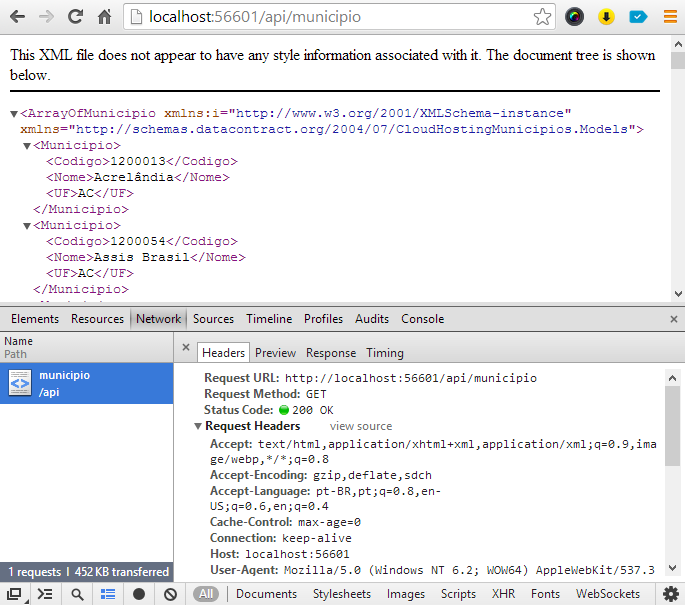 localhost:56601/api/municipio
This XML file does not appear to have any style information associated with it. The document tree is shown
below.
▼<ArrayOfMunicipio xmlns:i="http://www.w3.org/2001/XMLSchema-instance"
xmlns="http://schemas.datacontract.org/2004/07/CloudHostingMunicipios.Models">
▼<Municipio>
<Codigo>1200013</Codigo>
<Nome>Acrelândia</Nome>
<UF>AC</UF>
</Municipio>
▼<Municipio>
<Codigo>1200054</Codigo>
<Nome>Assis Brasil</Nome>
<UF>AC</UF>
</Municipio>
Elements Resources Network Sources Timeline Profiles Audits Console ×
Name
Path
× Headers Preview Response Timing
municipio
/api
Request URL: http://localhost:56601/api/municipio
Request Method: GET
Status Code: 200 OK
▼Request Headers view source
Accept: text/html,application/xhtml+xml,application/xml;q=0.9,ima
ge/webp,*/*;q=0.8
Accept-Encoding: gzip,deflate,sdch
Accept-Language: pt-BR,pt;q=0.8,en-
US;q=0.6,en;q=0.4
Cache-Control: max-age=0
Connection: keep-alive
Host: localhost:56601
User-Agent: Mozilla/5.0 (Windows NT 6.2; WOW64) AppleWebKit/537.3
1 requests | 452 KB transferred
All Documents Stylesheets Images Scripts XHR Fonts WebSockets